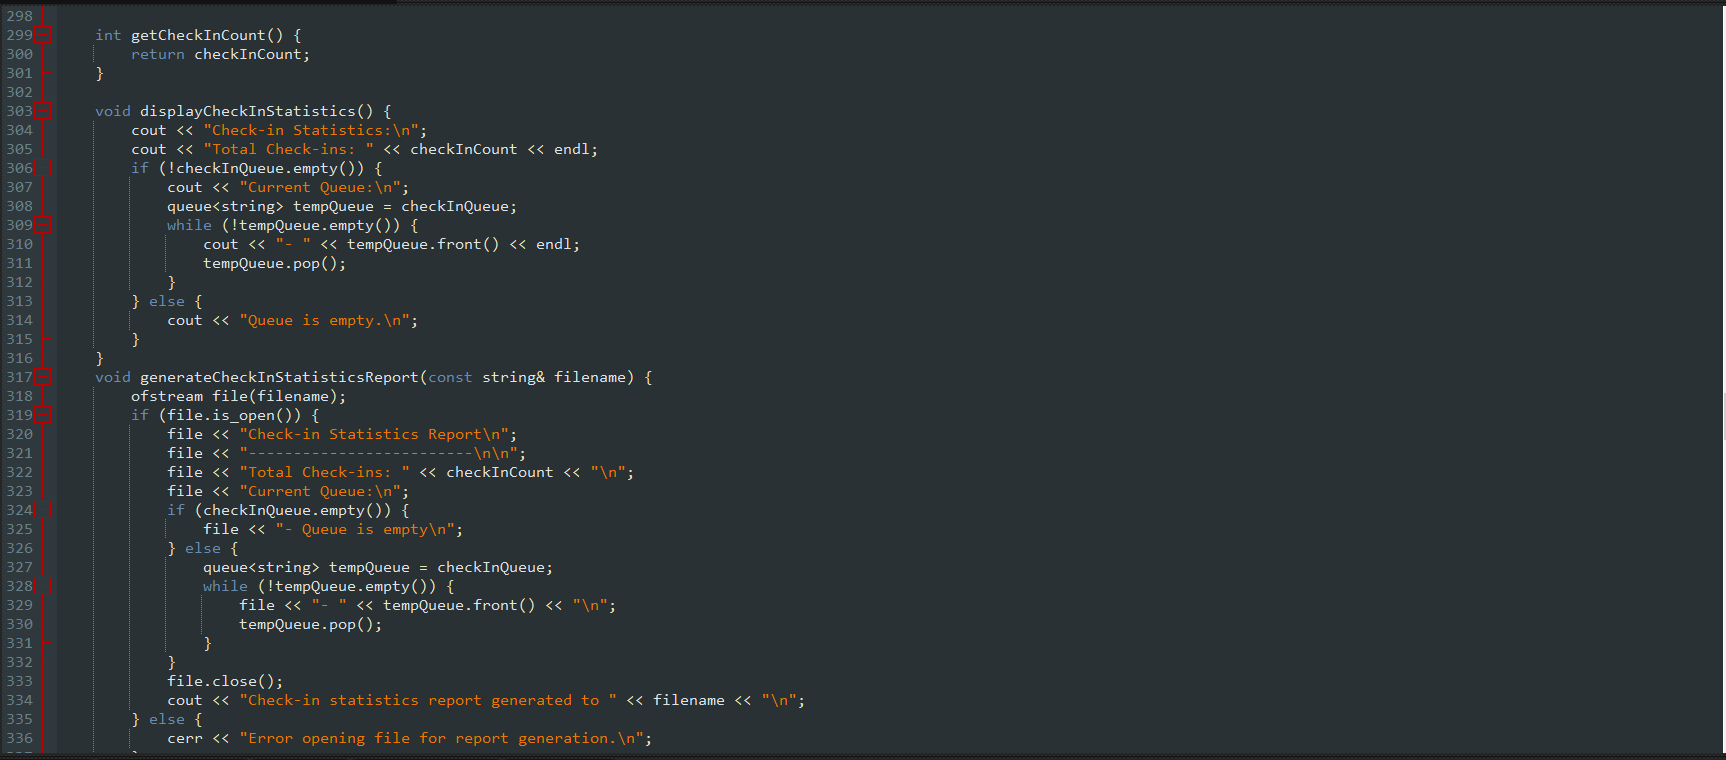 298
299 int getCheckInCount() {
300 return checkInCount;
301 }
302
303 void displayCheckInStatistics() {
304 cout << "Check-in Statistics:\n";
305 cout << "Total Check-ins: " << checkInCount << endl;
306 if (!checkInQueue.empty()) {
307 cout << "Current Queue:\n";
308 queue<string> tempQueue = checkInQueue;
309 while (!tempQueue.empty()) {
310 cout << "- " << tempQueue.front() << endl;
311 tempQueue.pop();
312 }
313 } else {
314 cout << "Queue is empty.\n";
315 }
316 }
317 void generateCheckInStatisticsReport(const string& filename) {
318 ofstream file(filename);
319 if (file.is_open()) {
320 file << "Check-in Statistics Report\n";
321 file << "-------------------------\n\n";
322 file << "Total Check-ins: " << checkInCount << "\n";
323 file << "Current Queue:\n";
324 if (checkInQueue.empty()) {
325 file << "- Queue is empty\n";
326 } else {
327 queue<string> tempQueue = checkInQueue;
328 while (!tempQueue.empty()) {
329 file << "- " << tempQueue.front() << "\n";
330 tempQueue.pop();
331 }
332 }
333 file.close();
334 cout << "Check-in statistics report generated to " << filename << "\n";
335 } else {
336 cerr << "Error opening file for report generation.\n";